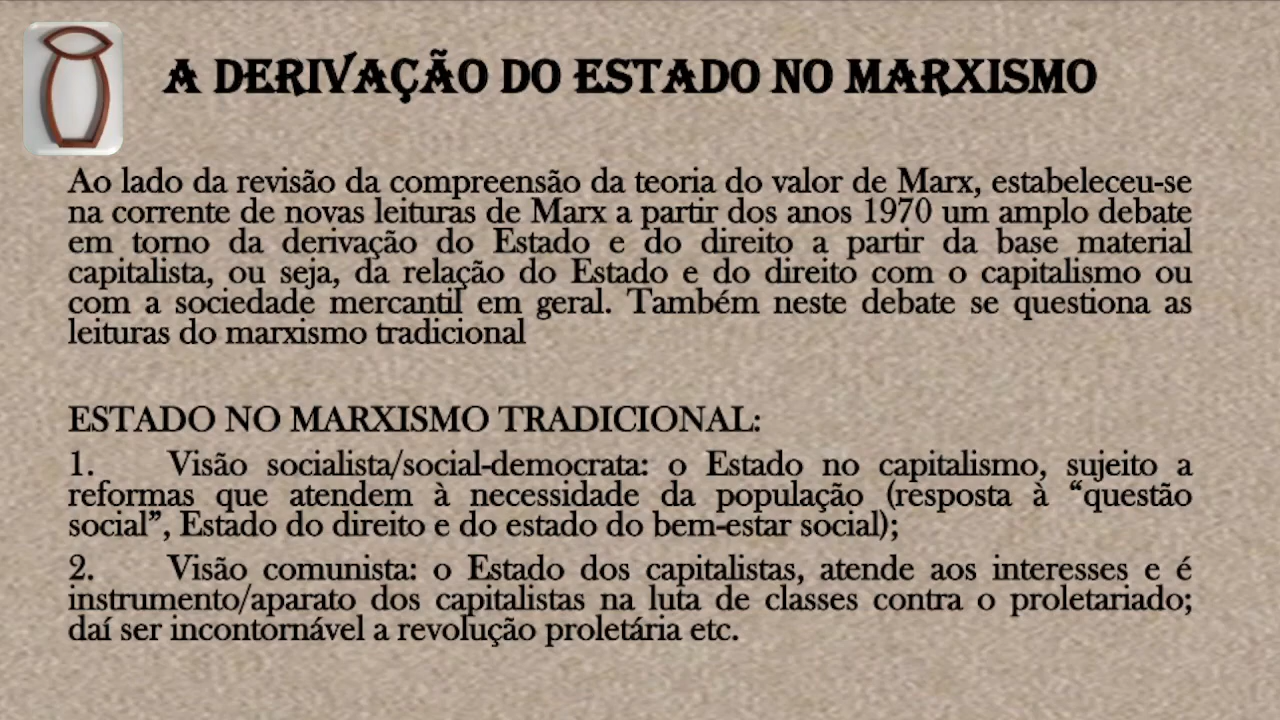 A DERIVAÇÃO DO ESTADO NO MARXISMO
Ao lado da revisão da compreensão da teoria do valor de Marx, estabeleceu-se
na corrente de novas leituras de Marx a partir dos anos 1970 um amplo debate
em torno da derivação do Estado e do direito a partir da base material
capitalista, ou seja, da relação do Estado e do direito com o capitalismo ou
com a sociedade mercantil em geral. Também neste debate se questiona as
leituras do marxismo tradicional
ESTADO NO MARXISMO TRADICIONAL:
1. Visão socialista/social-democrata: o Estado no capitalismo, sujeito a
reformas que atendem à necessidade da população (resposta à “questão
social”, Estado do direito e do estado do bem-estar social);
2. Visão comunista: o Estado dos capitalistas, atende aos interesses e é
instrumento/aparato dos capitalistas na luta de classes contra o proletariado;
daí ser incontornável a revolução proletária etc.